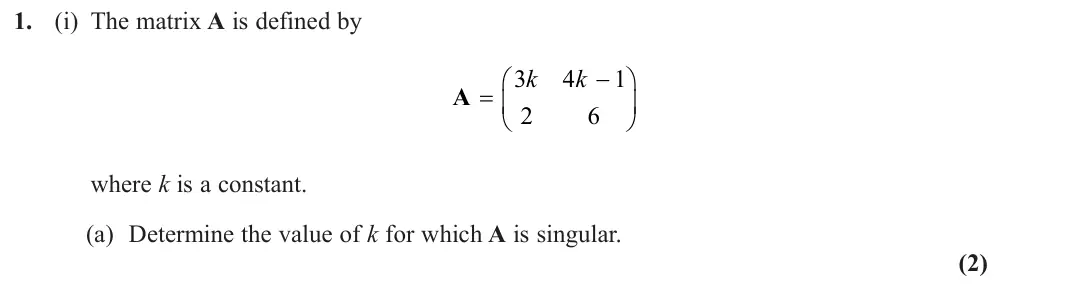 1. (i) The matrix A is defined by
A = ( 3k 4k − 1
2 6 )
where k is a constant.
(a) Determine the value of k for which A is singular.
(2)